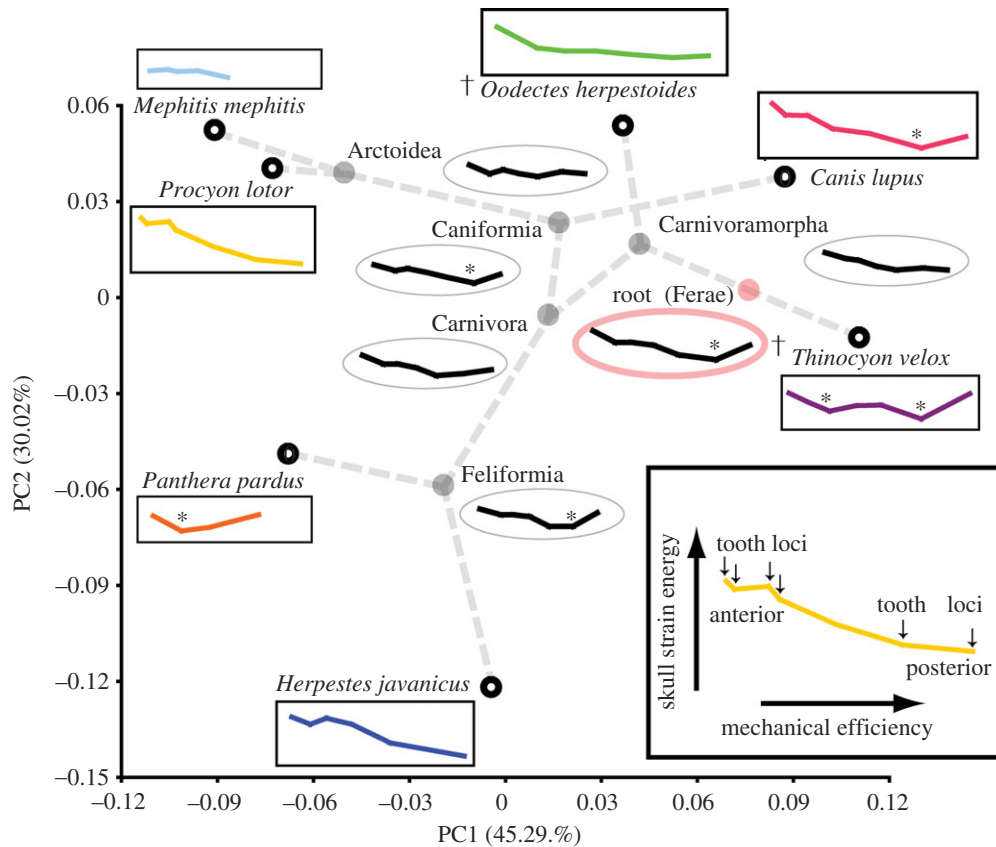 Mephitis mephitis
† Oodectes herpestoides
0.06
Arctoidea
*
Procyon lotor
Canis lupus
0.03
Caniformia
Carnivoramorpha
*
0
root (Ferae)
Carnivora
*
† Thinocyon velox
−0.03
* *
PC2 (30.02%)
−0.06
Panthera pardus
Feliformia
*
*
−0.09
skull strain energy
tooth loci
anterior
tooth loci
posterior
mechanical efficiency
−0.12
Herpestes javanicus
−0.15
−0.12 −0.09 −0.06 −0.03 0 0.03 0.06 0.09 0.12
PC1 (45.29.%)